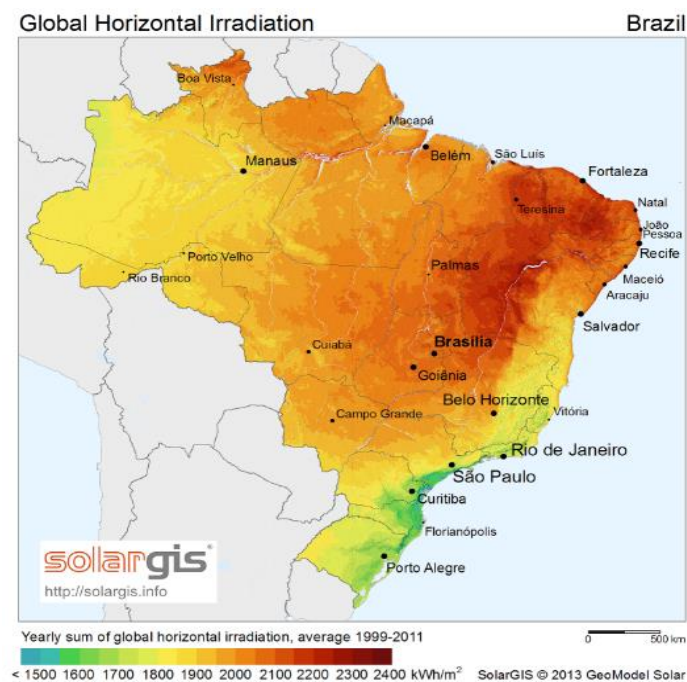 Global Horizontal Irradiation Brazil
Boa Vista
Macapá
Manaus
Belém
São Luís
Fortaleza
Teresina
Natal
João
Pessoa
Recife
Porto Velho
Palmas
Rio Branco
Maceió
Aracaju
Salvador
Brasília
Cuiabá
Goiânia
Belo Horizonte
Vitória
Campo Grande
Rio de Janeiro
São Paulo
Curitiba
Florianópolis
Porto Alegre
solargis
http://solargis.info
Yearly sum of global horizontal irradiation, average 1999-2011
0 500 km
< 1500 1600 1700 1800 1900 2000 2100 2200 2300 2400 kWh/m² SolarGIS © 2013 GeoModel Solar